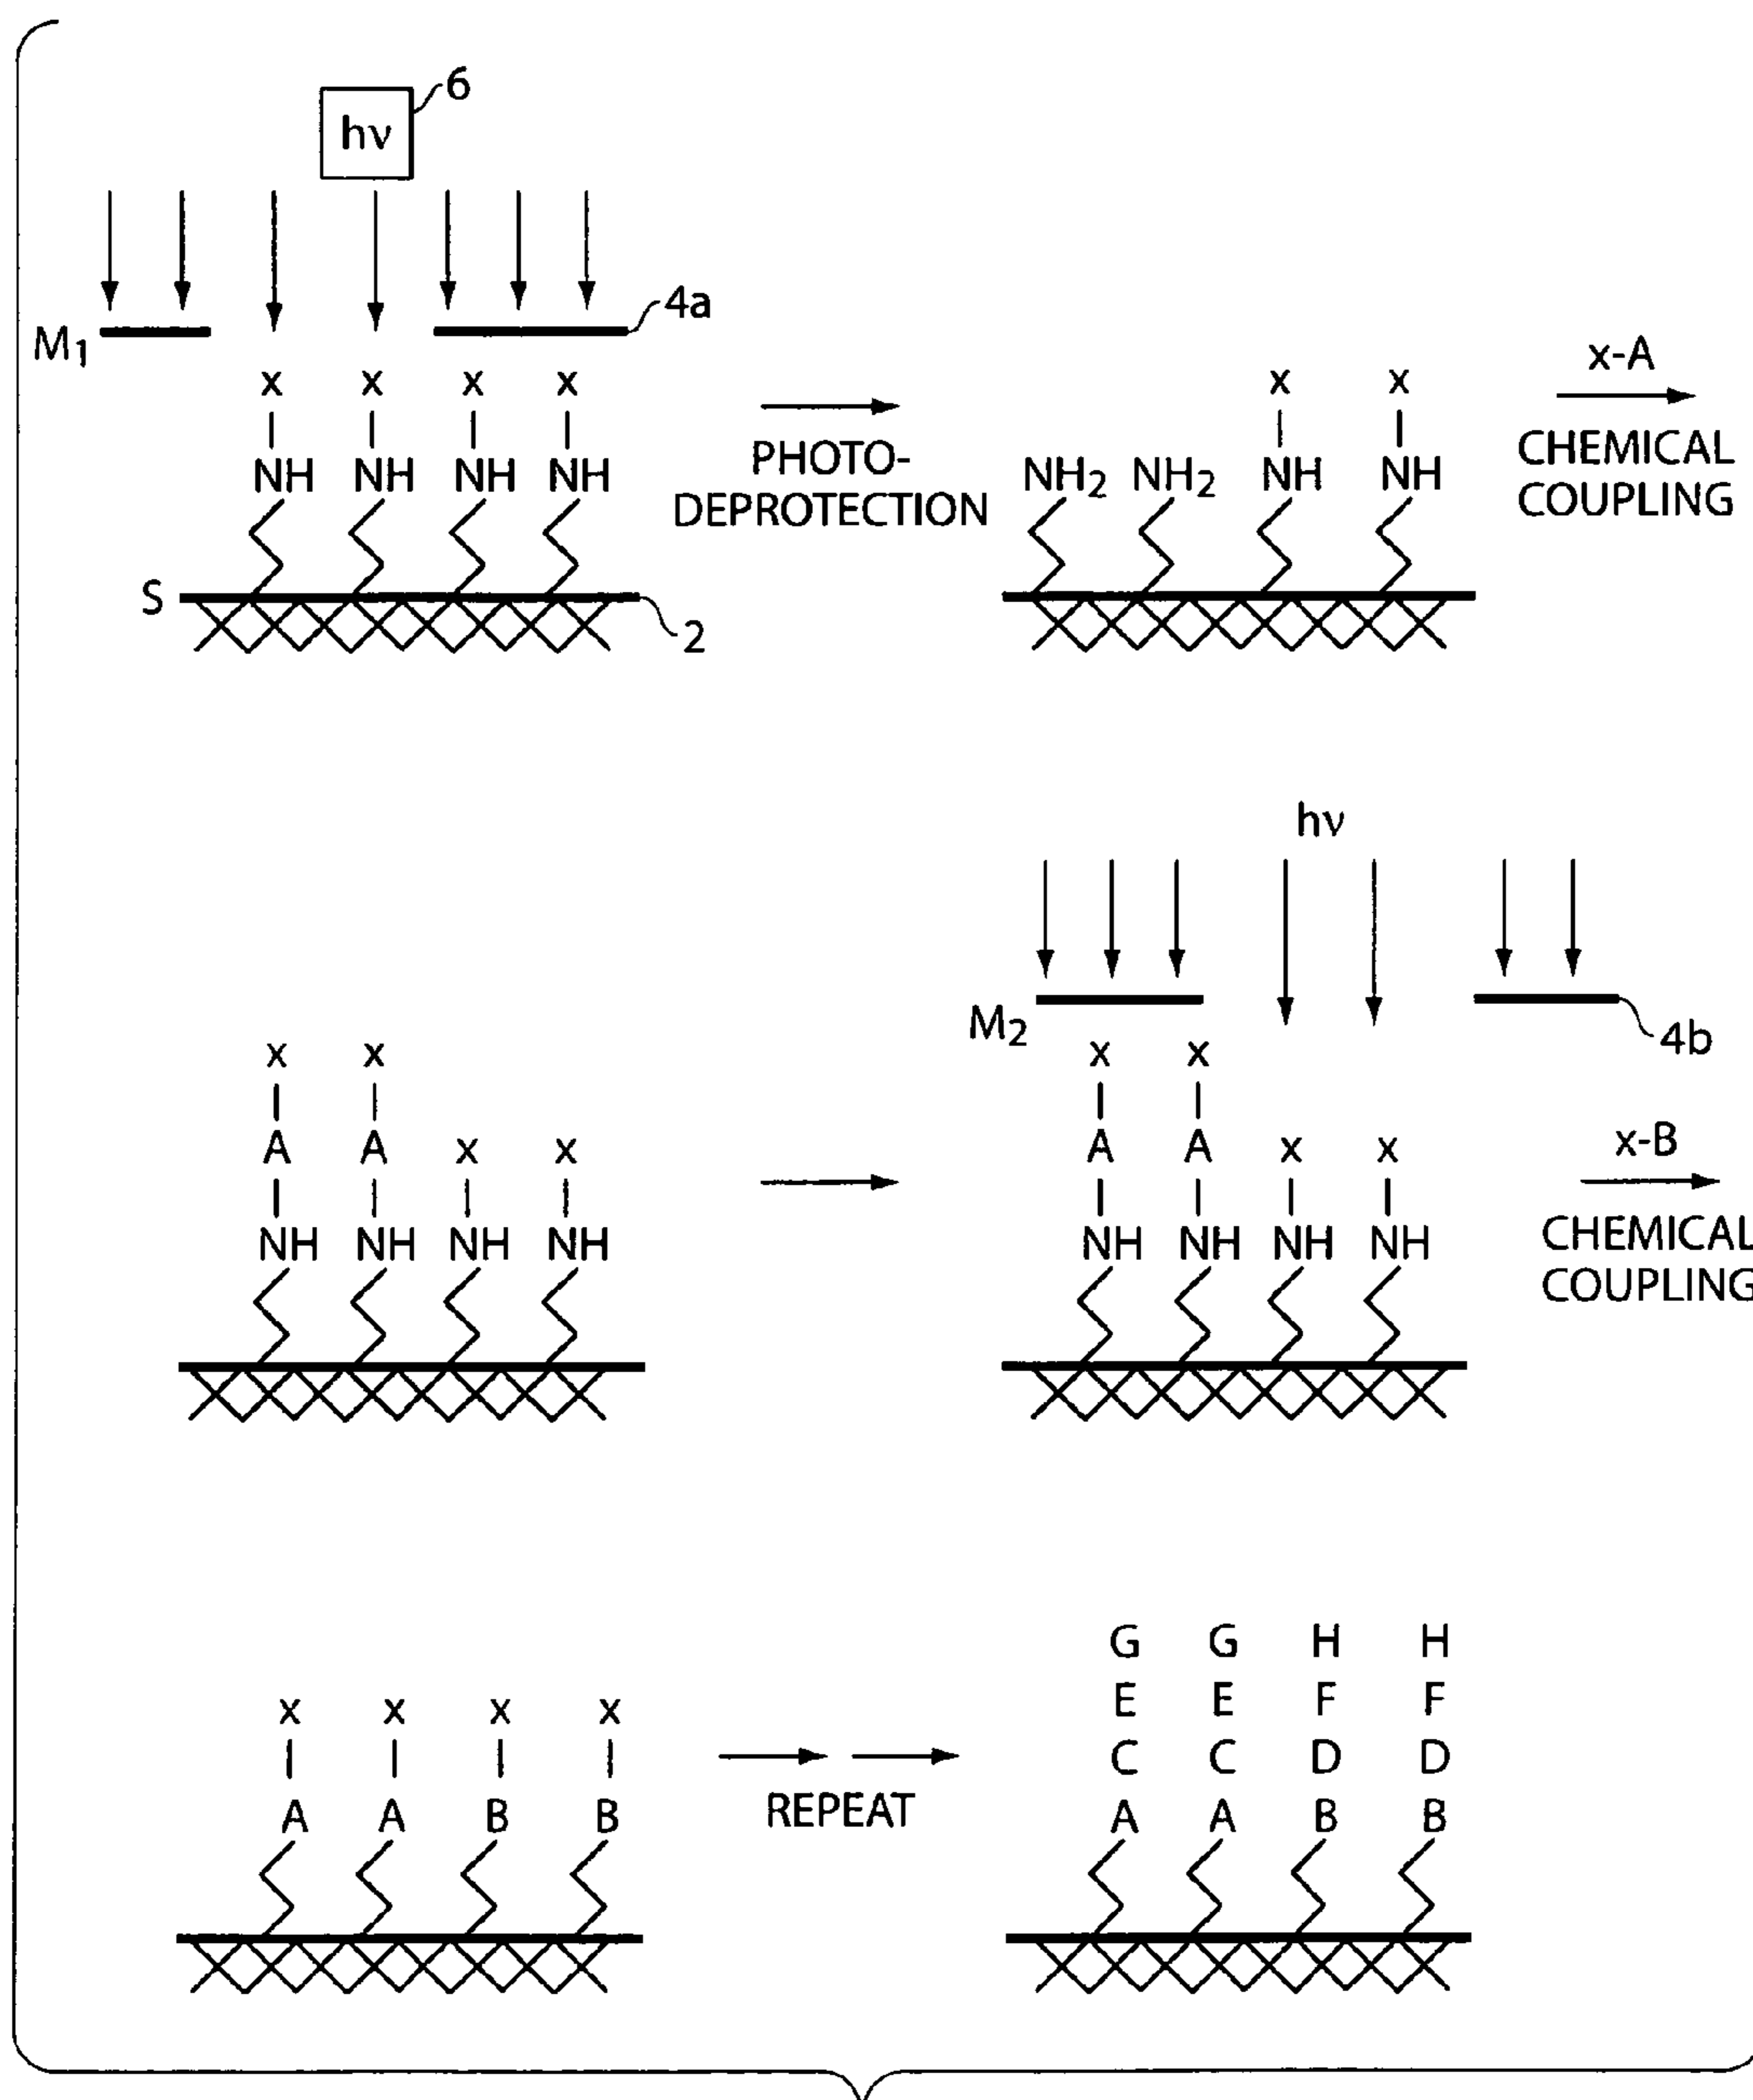 6
hν
4a
M1
x x x x
NH NH NH NH
S
2
PHOTO-
DEPROTECTION
x x
NH2 NH2 NH NH
x-A
CHEMICAL
COUPLING
hν
M2
4b
x x
A A x x
NH NH NH NH
x x
A A x x
NH NH NH NH
x-B
CHEMICAL
COUPLING
x x x x
A A B B
REPEAT
G G H H
E E F F
C C D D
A A B B